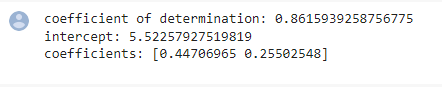 coefficient of determination: 0.8615939258756775
intercept: 5.52257927519819
coefficients: [0.44706965 0.25502548]